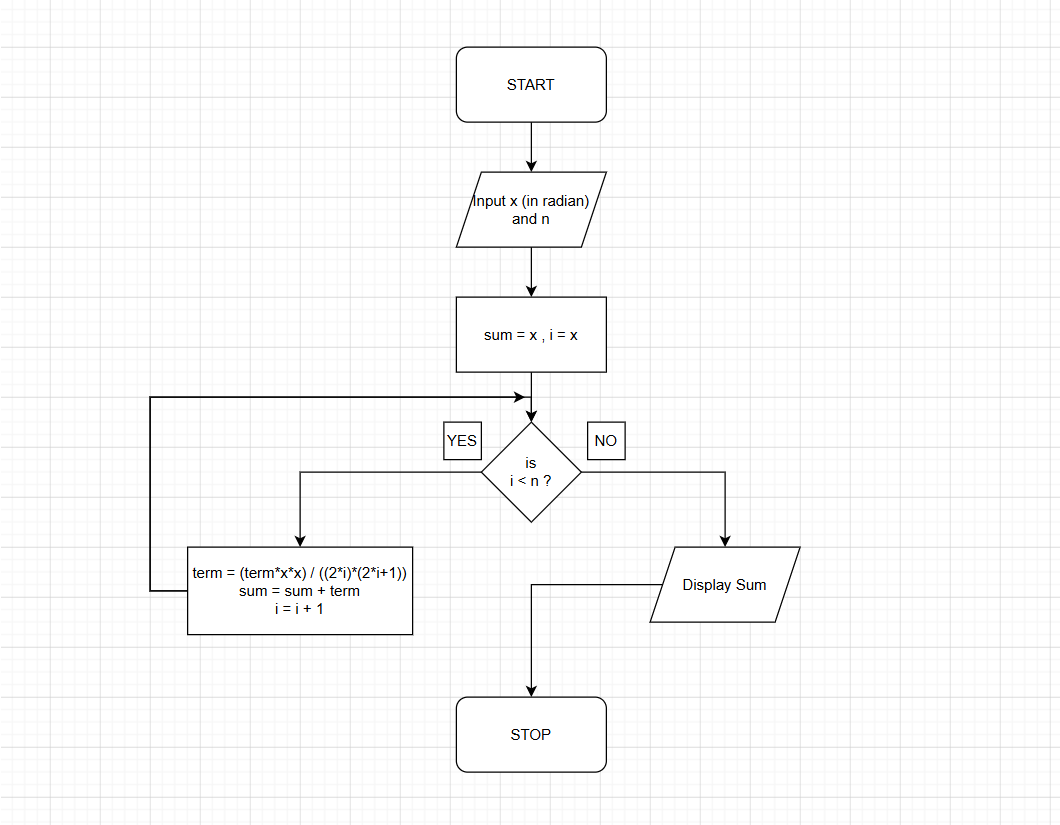 START
Input x (in radian)
and n
sum = x , i = x
YES
NO
is
i < n ?
term = (term*x*x) / ((2*i)*(2*i+1))
sum = sum + term
i = i + 1
Display Sum
STOP